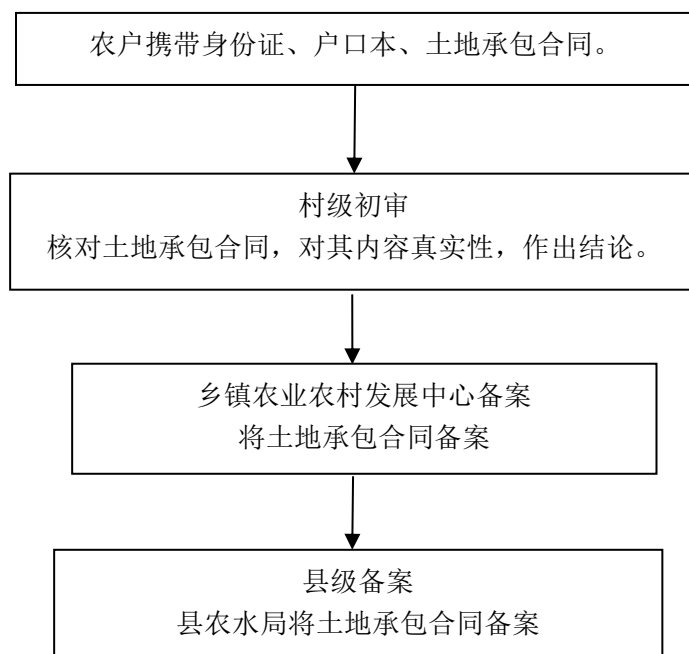 农户携带身份证、户口本、土地承包合同。
村级初审
核对土地承包合同，对其内容真实性，作出结论。
乡镇农业农村发展中心备案
将土地承包合同备案
县级备案
县农水局将土地承包合同备案